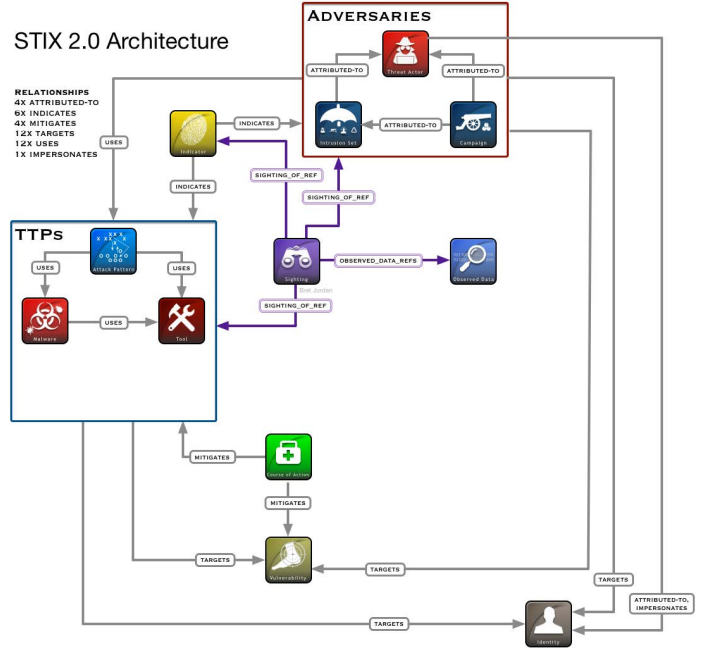 ADVERSARIES
STIX 2.0 Architecture
Threat Actor
ATTRIBUTED-TO
ATTRIBUTED-TO
RELATIONSHIPS
4X ATTRIBUTED-TO
6X INDICATES
4X MITIGATES
12X TARGETS
12X USES
1X IMPERSONATES
USES
Indicator
INDICATES
Intrusion Set
ATTRIBUTED-TO
Campaign
SIGHTING_OF_REF
INDICATES
SIGHTING_OF_REF
TTPs
Attack Pattern
USES
USES
Sighting
OBSERVED_DATA_REFS
Observed Data
Bret Jordan
SIGHTING_OF_REF
Malware
USES
Tool
MITIGATES
Course of Action
MITIGATES
TARGETS
Vulnerability
TARGETS
TARGETS
ATTRIBUTED-TO,
IMPERSONATES
TARGETS
Identity